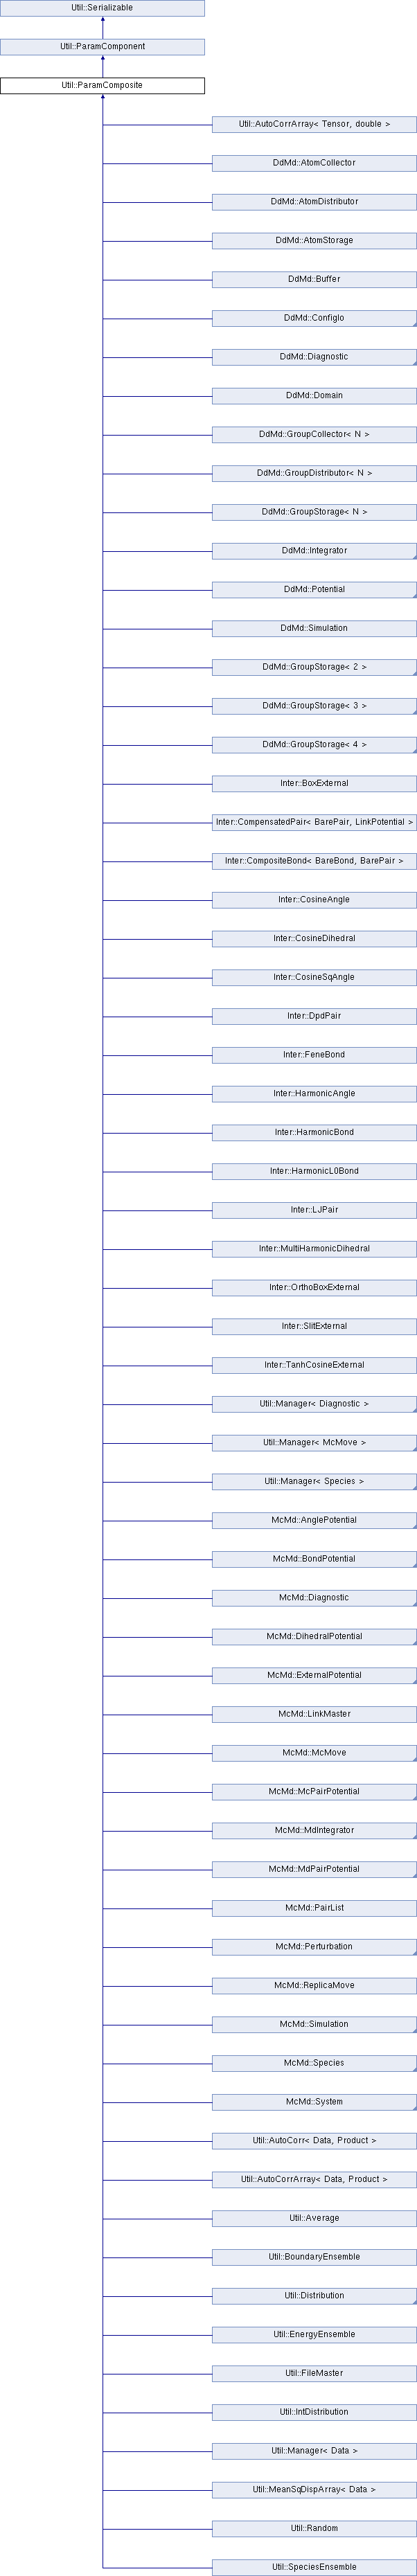 Util::Serializable
Util::ParamComponent
Util::ParamComposite
Util::AutoCorrArray< Tensor, double >
DdMd::AtomCollector
DdMd::AtomDistributor
DdMd::AtomStorage
DdMd::Buffer
DdMd::ConfigIo
DdMd::Diagnostic
DdMd::Domain
DdMd::GroupCollector< N >
DdMd::GroupDistributor< N >
DdMd::GroupStorage< N >
DdMd::Integrator
DdMd::Potential
DdMd::Simulation
DdMd::GroupStorage< 2 >
DdMd::GroupStorage< 3 >
DdMd::GroupStorage< 4 >
Inter::BoxExternal
Inter::CompensatedPair< BarePair, LinkPotential >
Inter::CompositeBond< BareBond, BarePair >
Inter::CosineAngle
Inter::CosineDihedral
Inter::CosineSqAngle
Inter::DpdPair
Inter::FeneBond
Inter::HarmonicAngle
Inter::HarmonicBond
Inter::HarmonicL0Bond
Inter::LJPair
Inter::MultiHarmonicDihedral
Inter::OrthoBoxExternal
Inter::SlitExternal
Inter::TanhCosineExternal
Util::Manager< Diagnostic >
Util::Manager< McMove >
Util::Manager< Species >
McMd::AnglePotential
McMd::BondPotential
McMd::Diagnostic
McMd::DihedralPotential
McMd::ExternalPotential
McMd::LinkMaster
McMd::McMove
McMd::McPairPotential
McMd::MdIntegrator
McMd::MdPairPotential
McMd::PairList
McMd::Perturbation
McMd::ReplicaMove
McMd::Simulation
McMd::Species
McMd::System
Util::AutoCorr< Data, Product >
Util::AutoCorrArray< Data, Product >
Util::Average
Util::BoundaryEnsemble
Util::Distribution
Util::EnergyEnsemble
Util::FileMaster
Util::IntDistribution
Util::Manager< Data >
Util::MeanSqDispArray< Data >
Util::Random
Util::SpeciesEnsemble